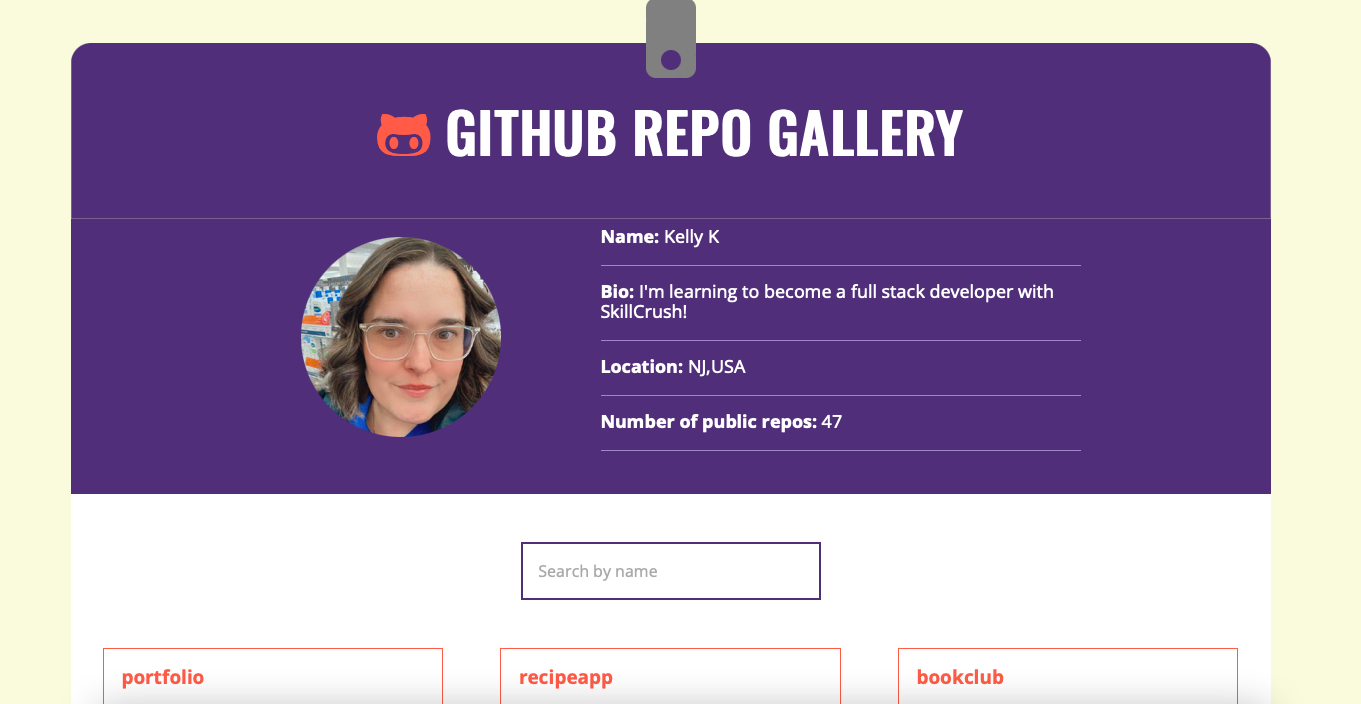 GITHUB REPO GALLERY
Name: Kelly K
Bio: I'm learning to become a full stack developer with
SkillCrush!
Location: NJ,USA
Number of public repos: 47
Search by name
portfolio
recipeapp
bookclub